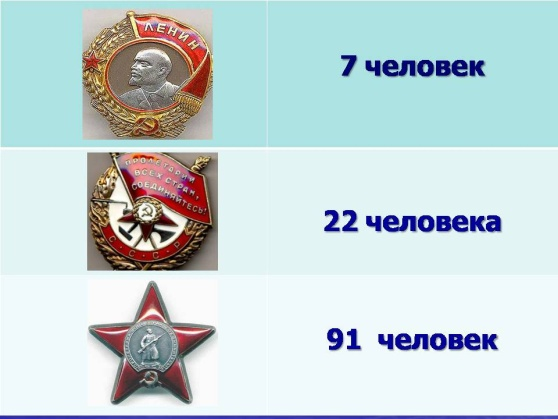 ЛЕНИН
7 человек
ПРОЛЕТАРИИ
ВСЕХ СТРАН,
СОЕДИНЯЙТЕСЬ!
С·С·С·Р
22 человека
91 человек